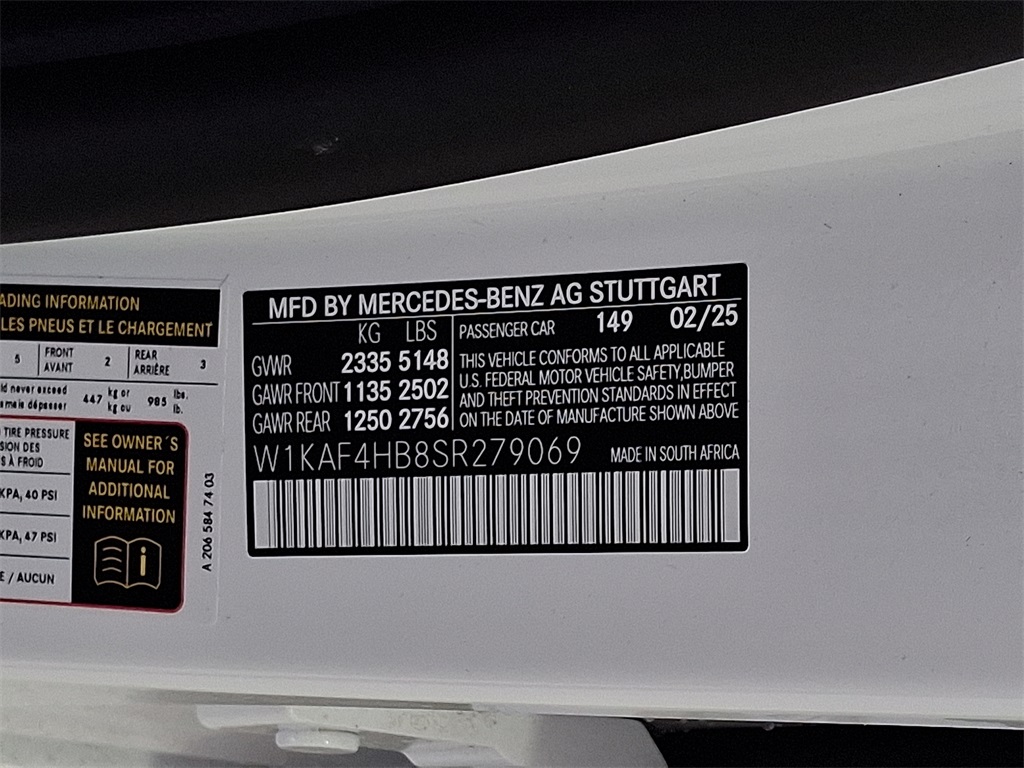 ADING INFORMATION
LES PNEUS ET LE CHARGEMENT
5 FRONT AVANT 2 REAR ARRIÈRE 3
ld never exceed kg or lbs.
amais dépasser 447 kg ou 985 lb.
TIRE PRESSURE
SION DES
S À FROID
KPA, 40 PSI
KPA, 47 PSI
E / AUCUN
SEE OWNER´S
MANUAL FOR
ADDITIONAL
INFORMATION
i
A 206 584 74 03
MFD BY MERCEDES-BENZ AG STUTTGART
KG LBS
GVWR 2335 5148
GAWR FRONT 1135 2502
GAWR REAR 1250 2756
PASSENGER CAR 149 02/25
THIS VEHICLE CONFORMS TO ALL APPLICABLE
U.S. FEDERAL MOTOR VEHICLE SAFETY,BUMPER
AND THEFT PREVENTION STANDARDS IN EFFECT
ON THE DATE OF MANUFACTURE SHOWN ABOVE
W1KAF4HB8SR279069 MADE IN SOUTH AFRICA